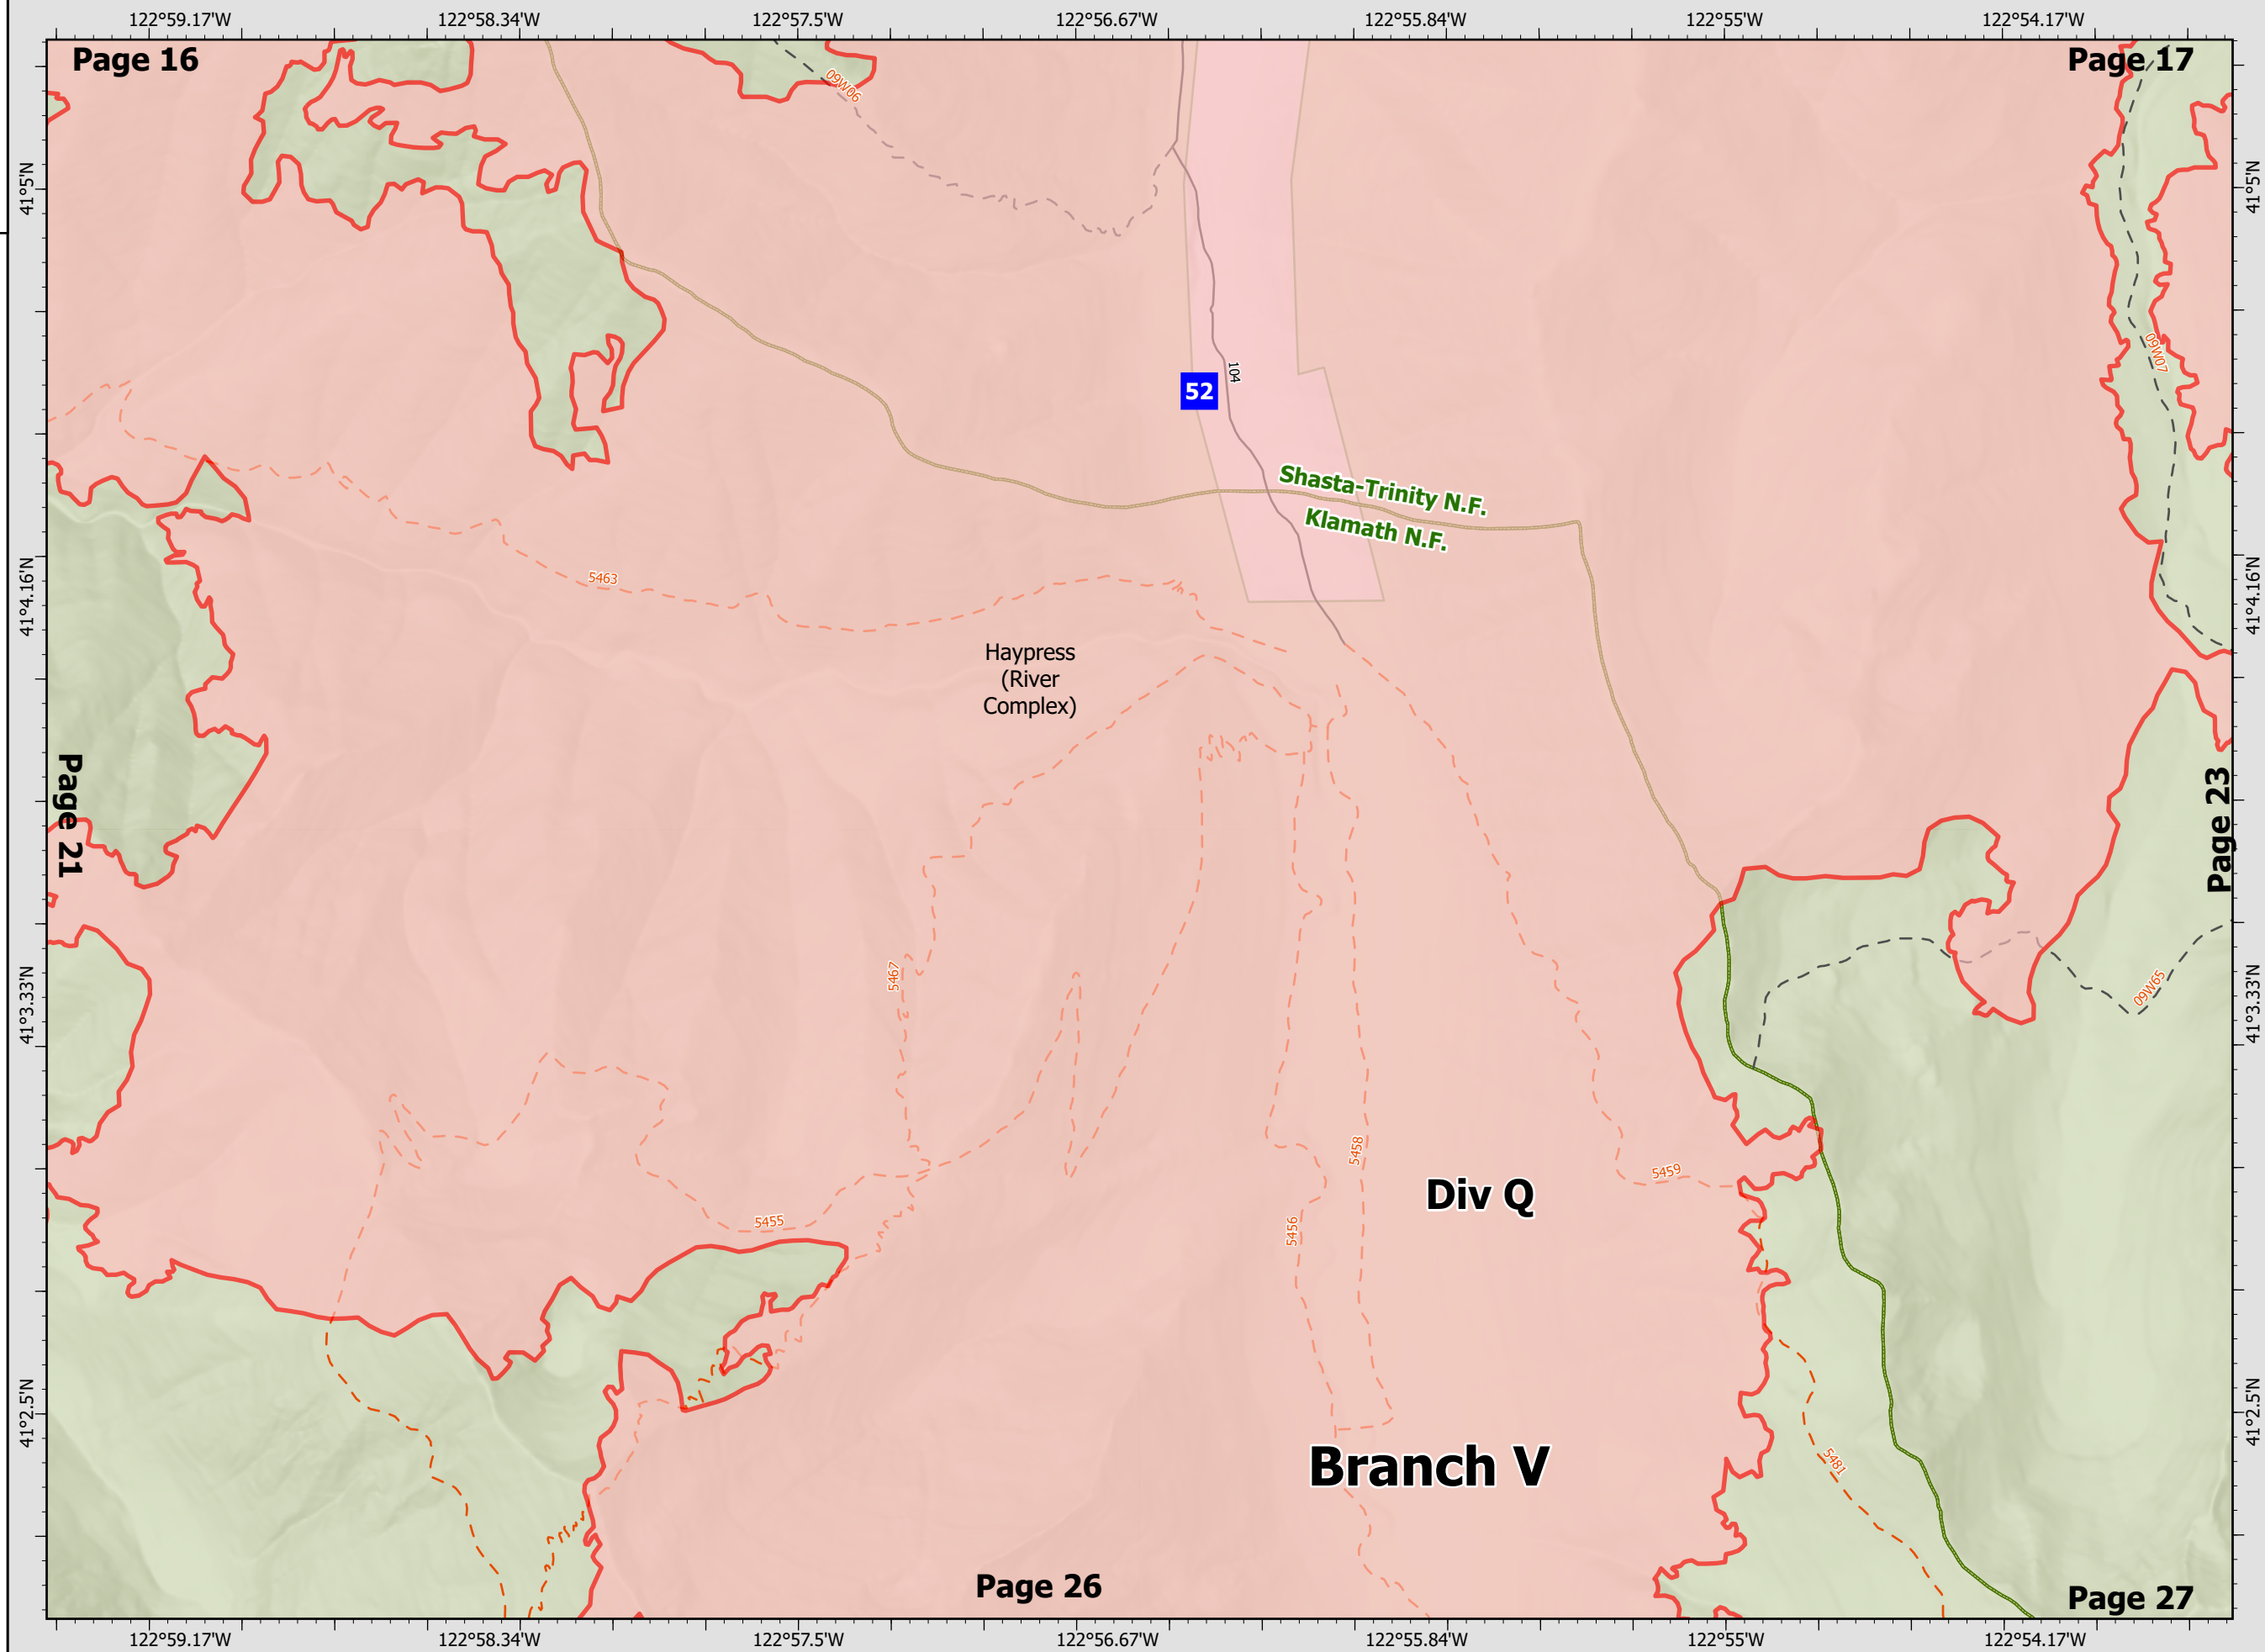 122°59.17'W
122°58.34'W
122°57.5'W
122°56.67'W
122°55.84'W
122°55'W
122°54.17'W
Page 16
Page 17
09W06
41°5'N
41°5'N
09W07
104
52
Shasta-Trinity N.F.
Klamath N.F.
41°4.16'N
41°4.16'N
5463
Haypress
(River
Complex)
Page 21
Page 23
5467
41°3.33'N
41°3.33'N
09W65
5458
5459
Div Q
5455
5456
41°2.5'N
41°2.5'N
Branch V
5481
Page 26
Page 27
122°59.17'W
122°58.34'W
122°57.5'W
122°56.67'W
122°55.84'W
122°55'W
122°54.17'W